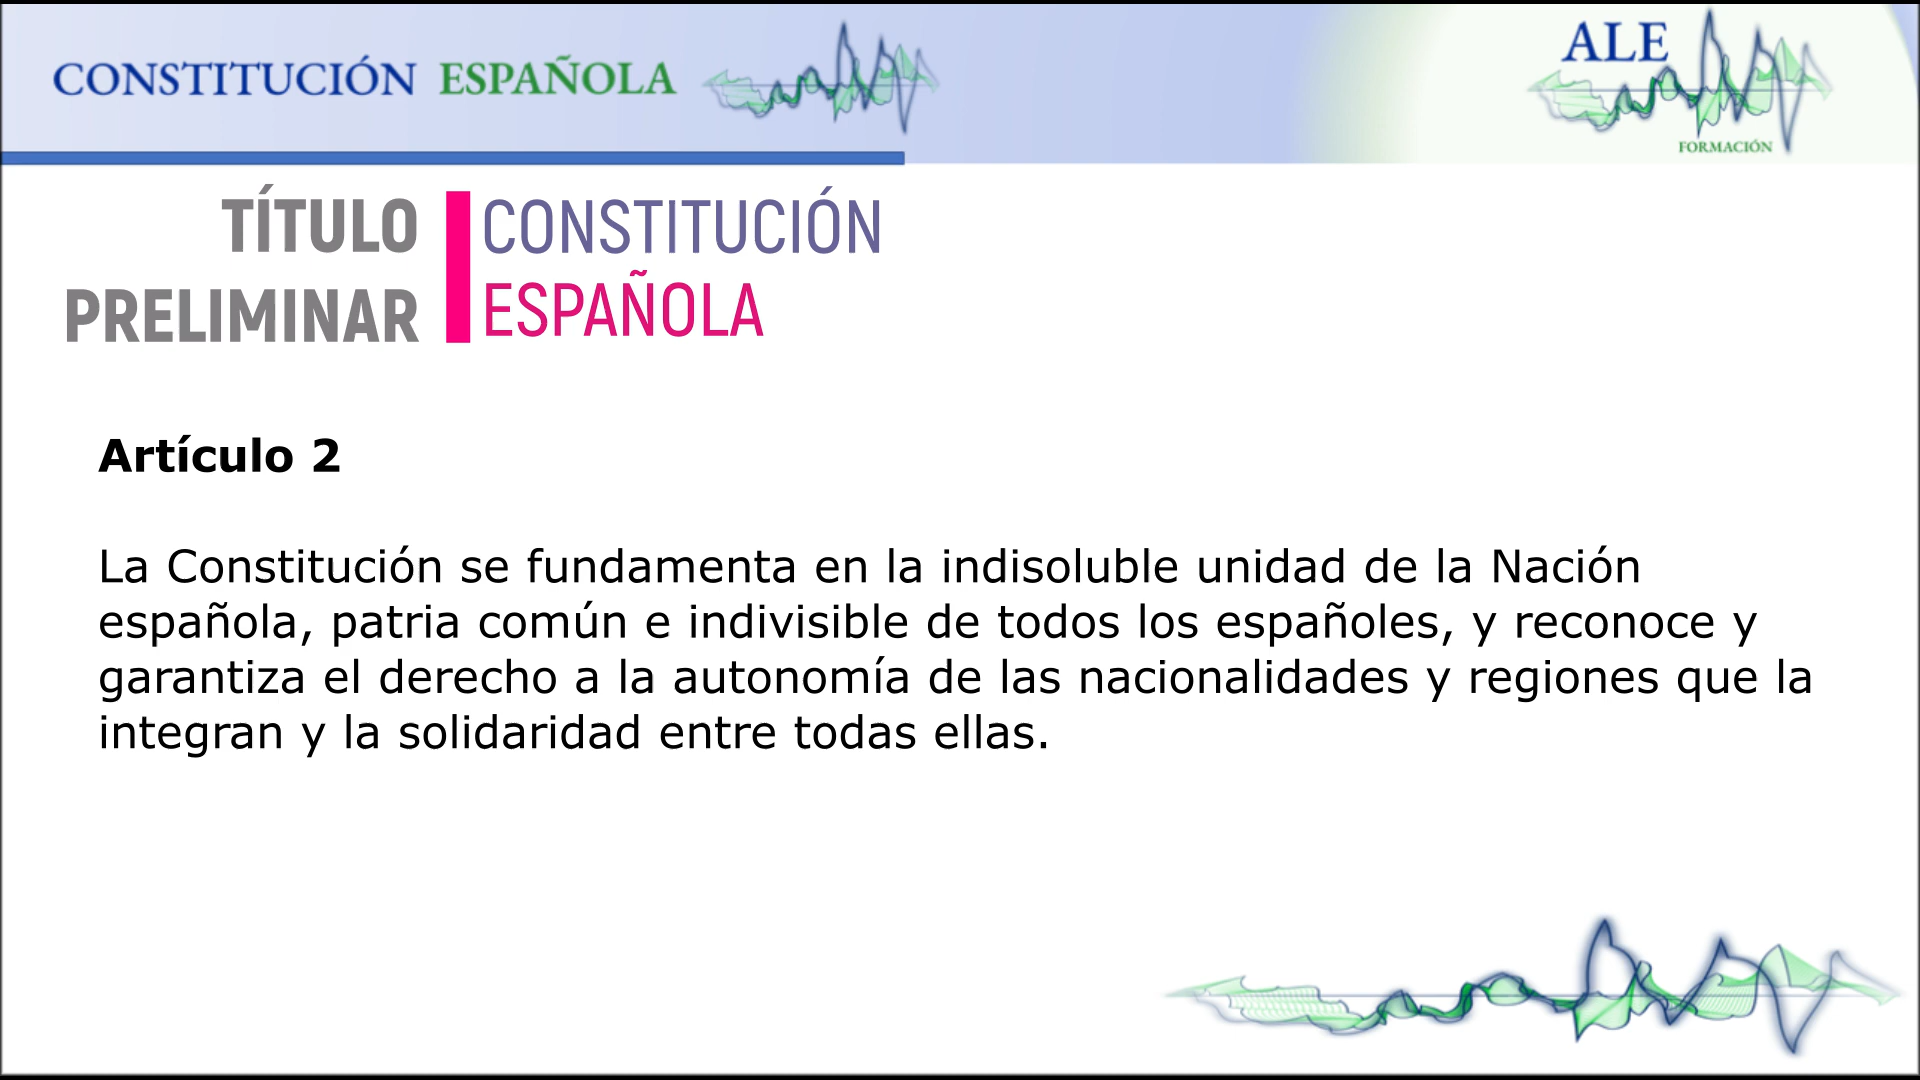 CONSTITUCIÓN ESPAÑOLA
ALE
FORMACIÓN
TÍTULO
PRELIMINAR
CONSTITUCIÓN
ESPAÑOLA
Artículo 2
La Constitución se fundamenta en la indisoluble unidad de la Nación
española, patria común e indivisible de todos los españoles, y reconoce y
garantiza el derecho a la autonomía de las nacionalidades y regiones que la
integran y la solidaridad entre todas ellas.